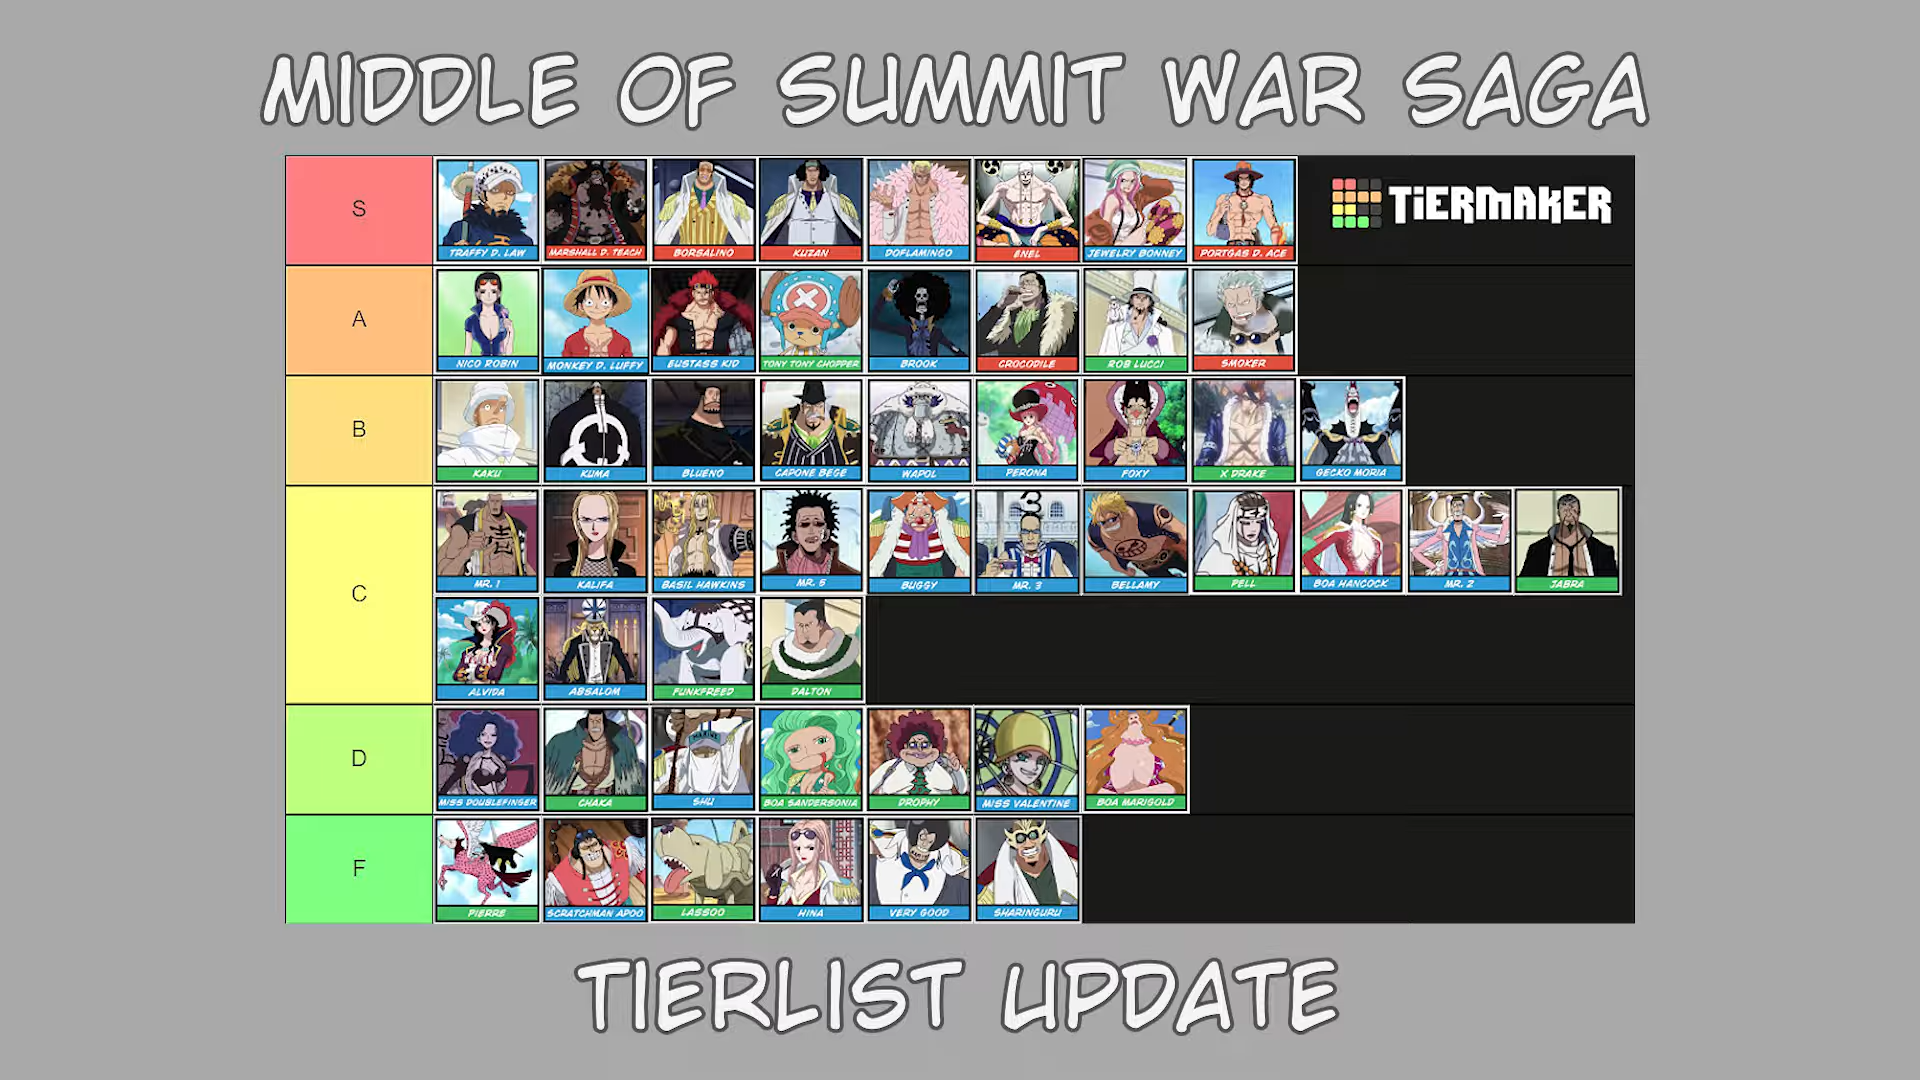 MIDDLE OF SUMMIT WAR SAGA
S
TRAFFY D. LAW
MARSHALL D. TEACH
BORSALINO
KUZAN
DOFLAMINGO
ENEL
JEWELRY BONNEY
PORTGAS D. ACE
TIERMAKER
A
NICO ROBIN
MONKEY D. LUFFY
EUSTASS KID
TONY TONY CHOPPER
BROOK
CROCODILE
ROB LUCCI
SMOKER
B
KAKU
KUMA
BLUENO
CAPONE BEGE
WAPOL
PERONA
FOXY
X DRAKE
GECKO MORIA
C
MR. 1
KALIFA
BASIL HAWKINS
MR. 5
BUGGY
MR. 3
BELLAMY
PELL
BOA HANCOCK
MR. 2
JABRA
ALVIDA
ABSALOM
FUNKFREED
DALTON
D
MISS DOUBLEFINGER
CHAKA
MARINE
SHU
BOA SANDERSONIA
DROPHY
MISS VALENTINE
BOA MARIGOLD
F
PIERRE
SCRATCHMAN APOO
LASSOO
HINA
VERY GOOD
SHARINGURU
TIERLIST UPDATE